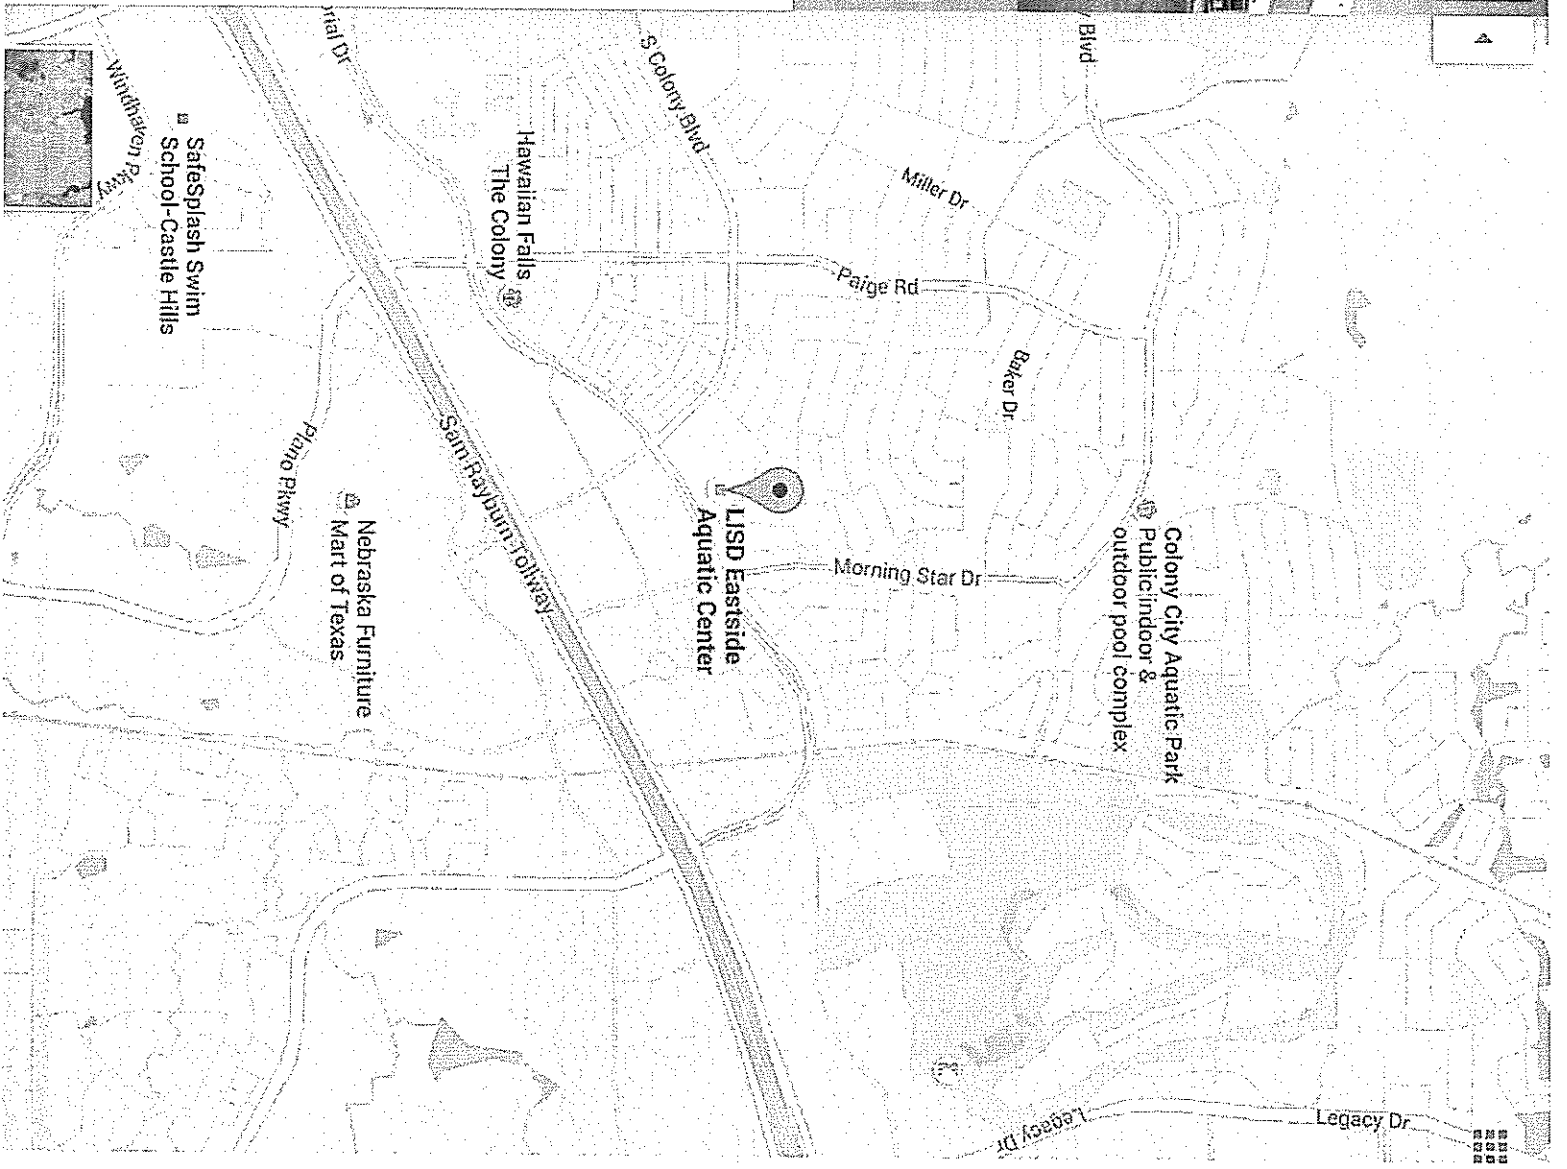 Windhaven Pkwy
SafeSplash Swim
School-Castle Hills
rial Dr
Hawaiian Falls
The Colony
S Colony Blvd
Blvd
Miller Dr
Paige Rd
Baker Dr
Sam Rayburn Tollway
Plano Pkwy
Nebraska Furniture
Mart of Texas
LISD Eastside
Aquatic Center
Morning Star Dr
Colony City Aquatic Park
Public indoor &
outdoor pool complex
Legacy Dr
Legacy Dr